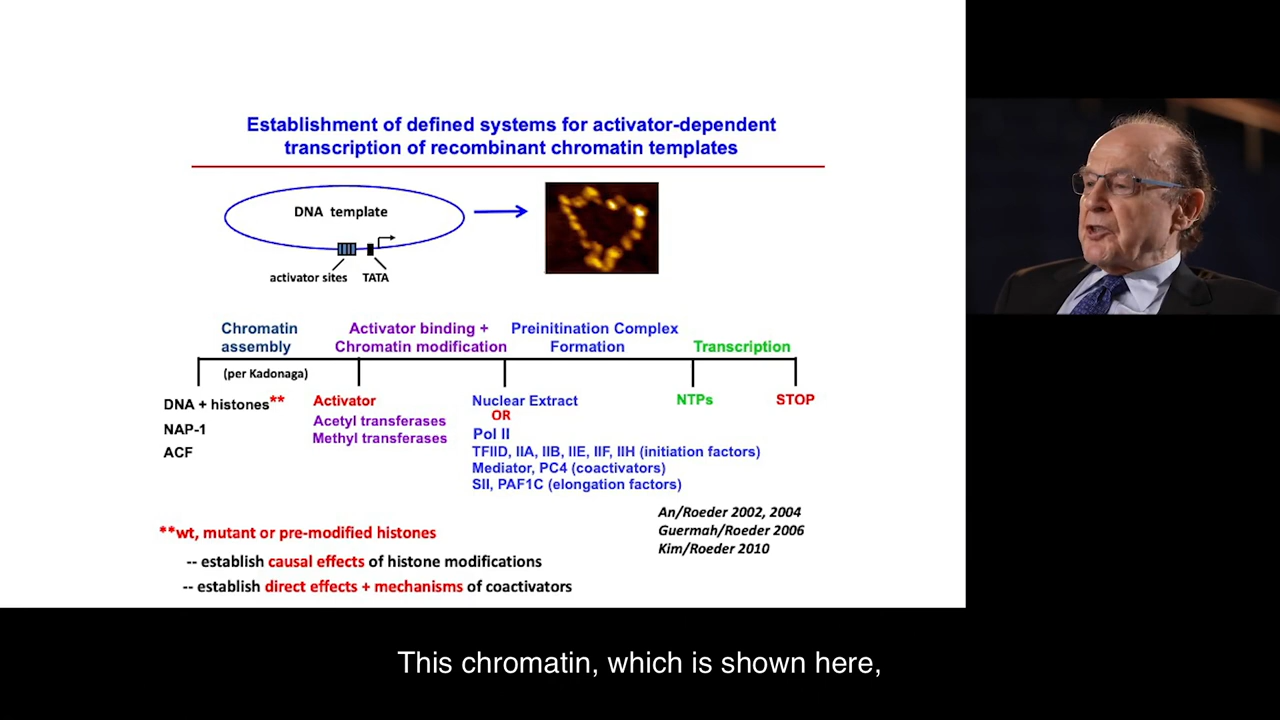 Establishment of defined systems for activator-dependent
transcription of recombinant chromatin templates
DNA template
activator sites
TATA
Chromatin
assembly
(per Kadonaga)
Activator binding +
Chromatin modification
Preinitination Complex
Formation
Transcription
DNA + histones**
NAP-1
ACF
Activator
Acetyl transferases
Methyl transferases
Nuclear Extract
OR
Pol II
TFIID, IIA, IIB, IIE, IIF, IIH (initiation factors)
Mediator, PC4 (coactivators)
SII, PAF1C (elongation factors)
NTPs
STOP
An/Roeder 2002, 2004
Guermah/Roeder 2006
Kim/Roeder 2010
**wt, mutant or pre-modified histones
-- establish causal effects of histone modifications
-- establish direct effects + mechanisms of coactivators
This chromatin, which is shown here,